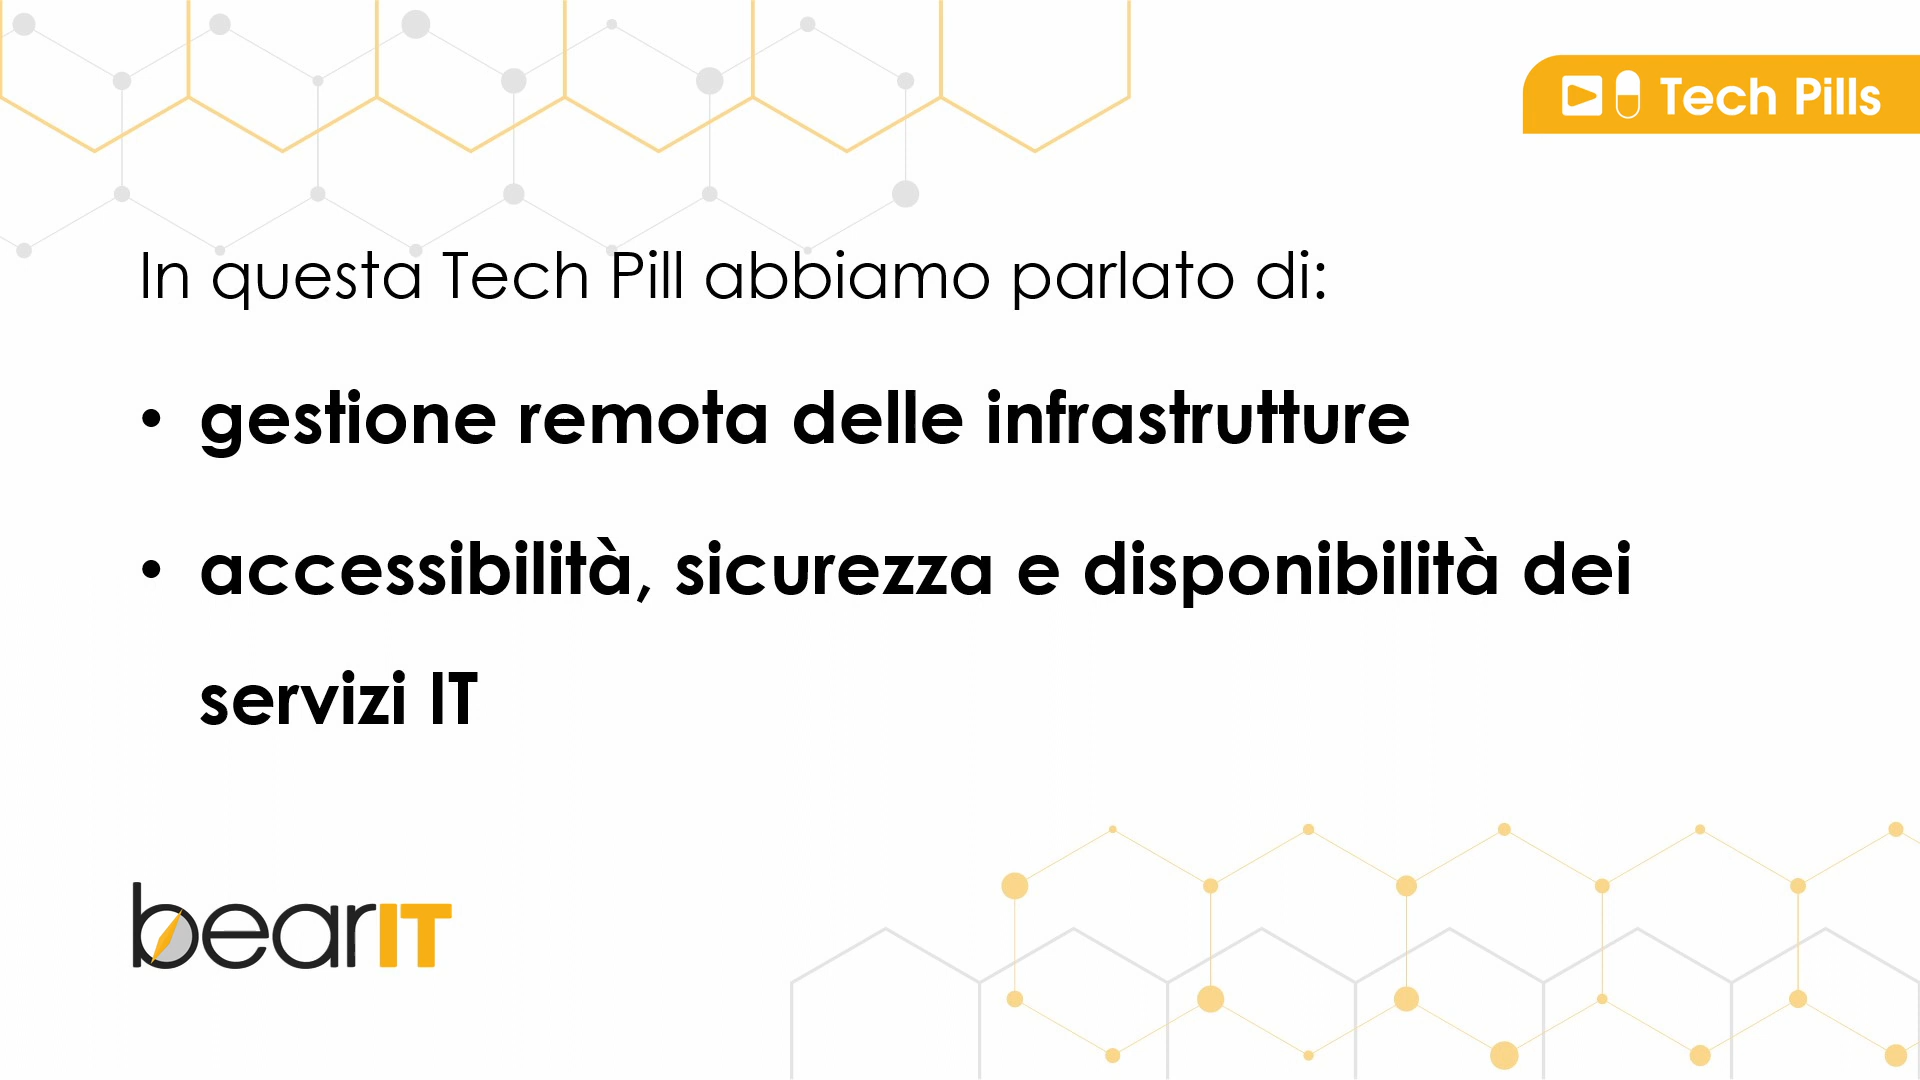 Tech Pills
In questa Tech Pill abbiamo parlato di:
• gestione remota delle infrastrutture
• accessibilità, sicurezza e disponibilità dei
servizi IT
bearIT